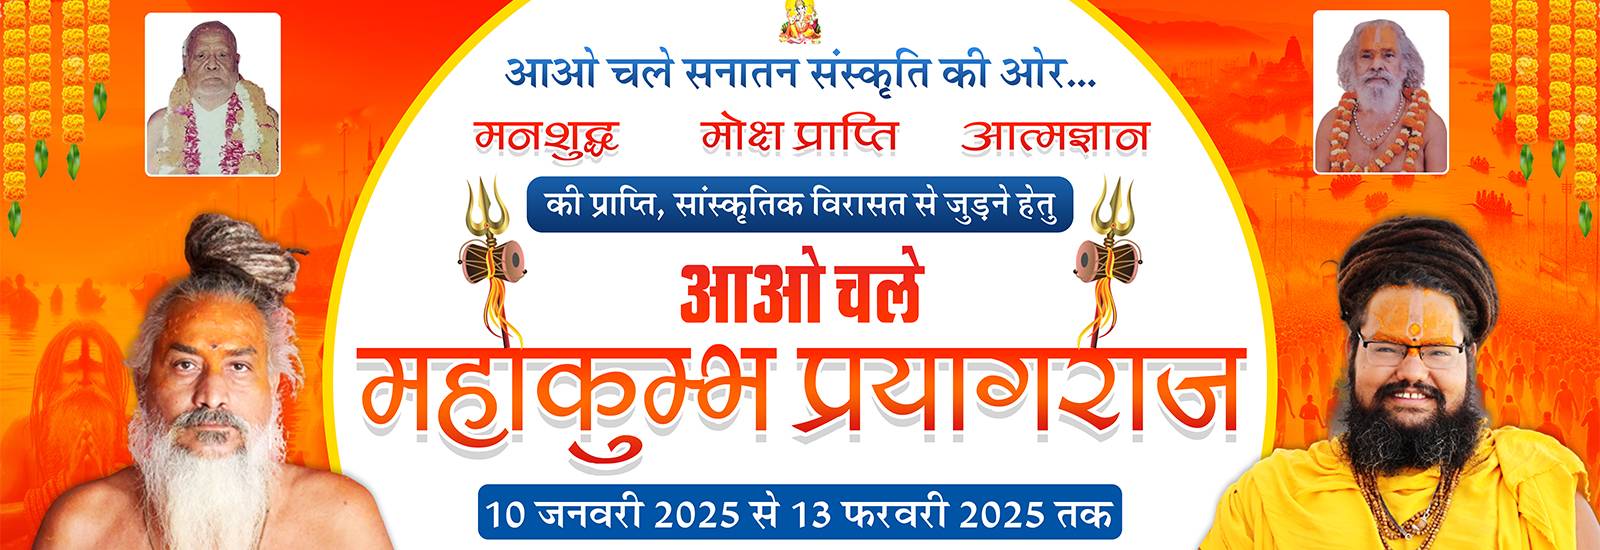 आओ चले सनातन संस्कृति की ओर...
मनशुद्ध मोक्ष प्राप्ति आत्मज्ञान
की प्राप्ति, सांस्कृतिक विरासत से जुड़ने हेतु
आओ चले
महाकुम्भ प्रयागराज
10 जनवरी 2025 से 13 फरवरी 2025 तक